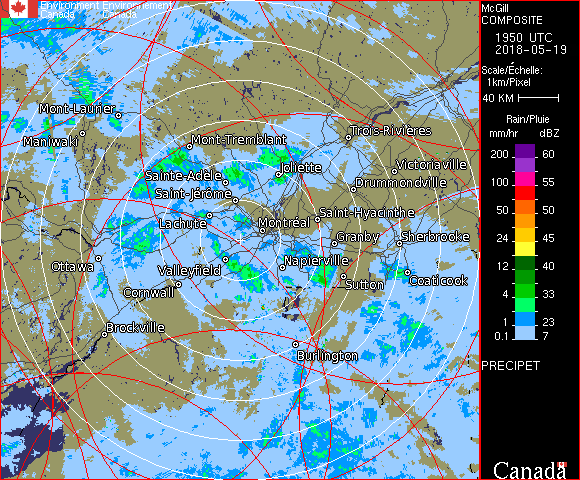 Environment Environnement
Canada Canada
McGill
COMPOSITE
1950 UTC
2018-05-19
Scale/Échelle:
1km/Pixel
40 KM
Rain/Pluie
mm/hr dBZ
200 60
100 55
50 50
24 45
12 40
4 33
1 23
0.1 7
PRECIPET
Canada
Mont-Laurier
Maniwaki
Mont-Tremblant
Trois-Rivières
Sainte-Adèle
Joliette
Victoriaville
Saint-Jérôme
Drummondville
Lachute
Montréal
Saint-Hyacinthe
Granby
Sherbrooke
Ottawa
Valleyfield
Napierville
Cornwall
Sutton
Coaticook
Brockville
Burlington